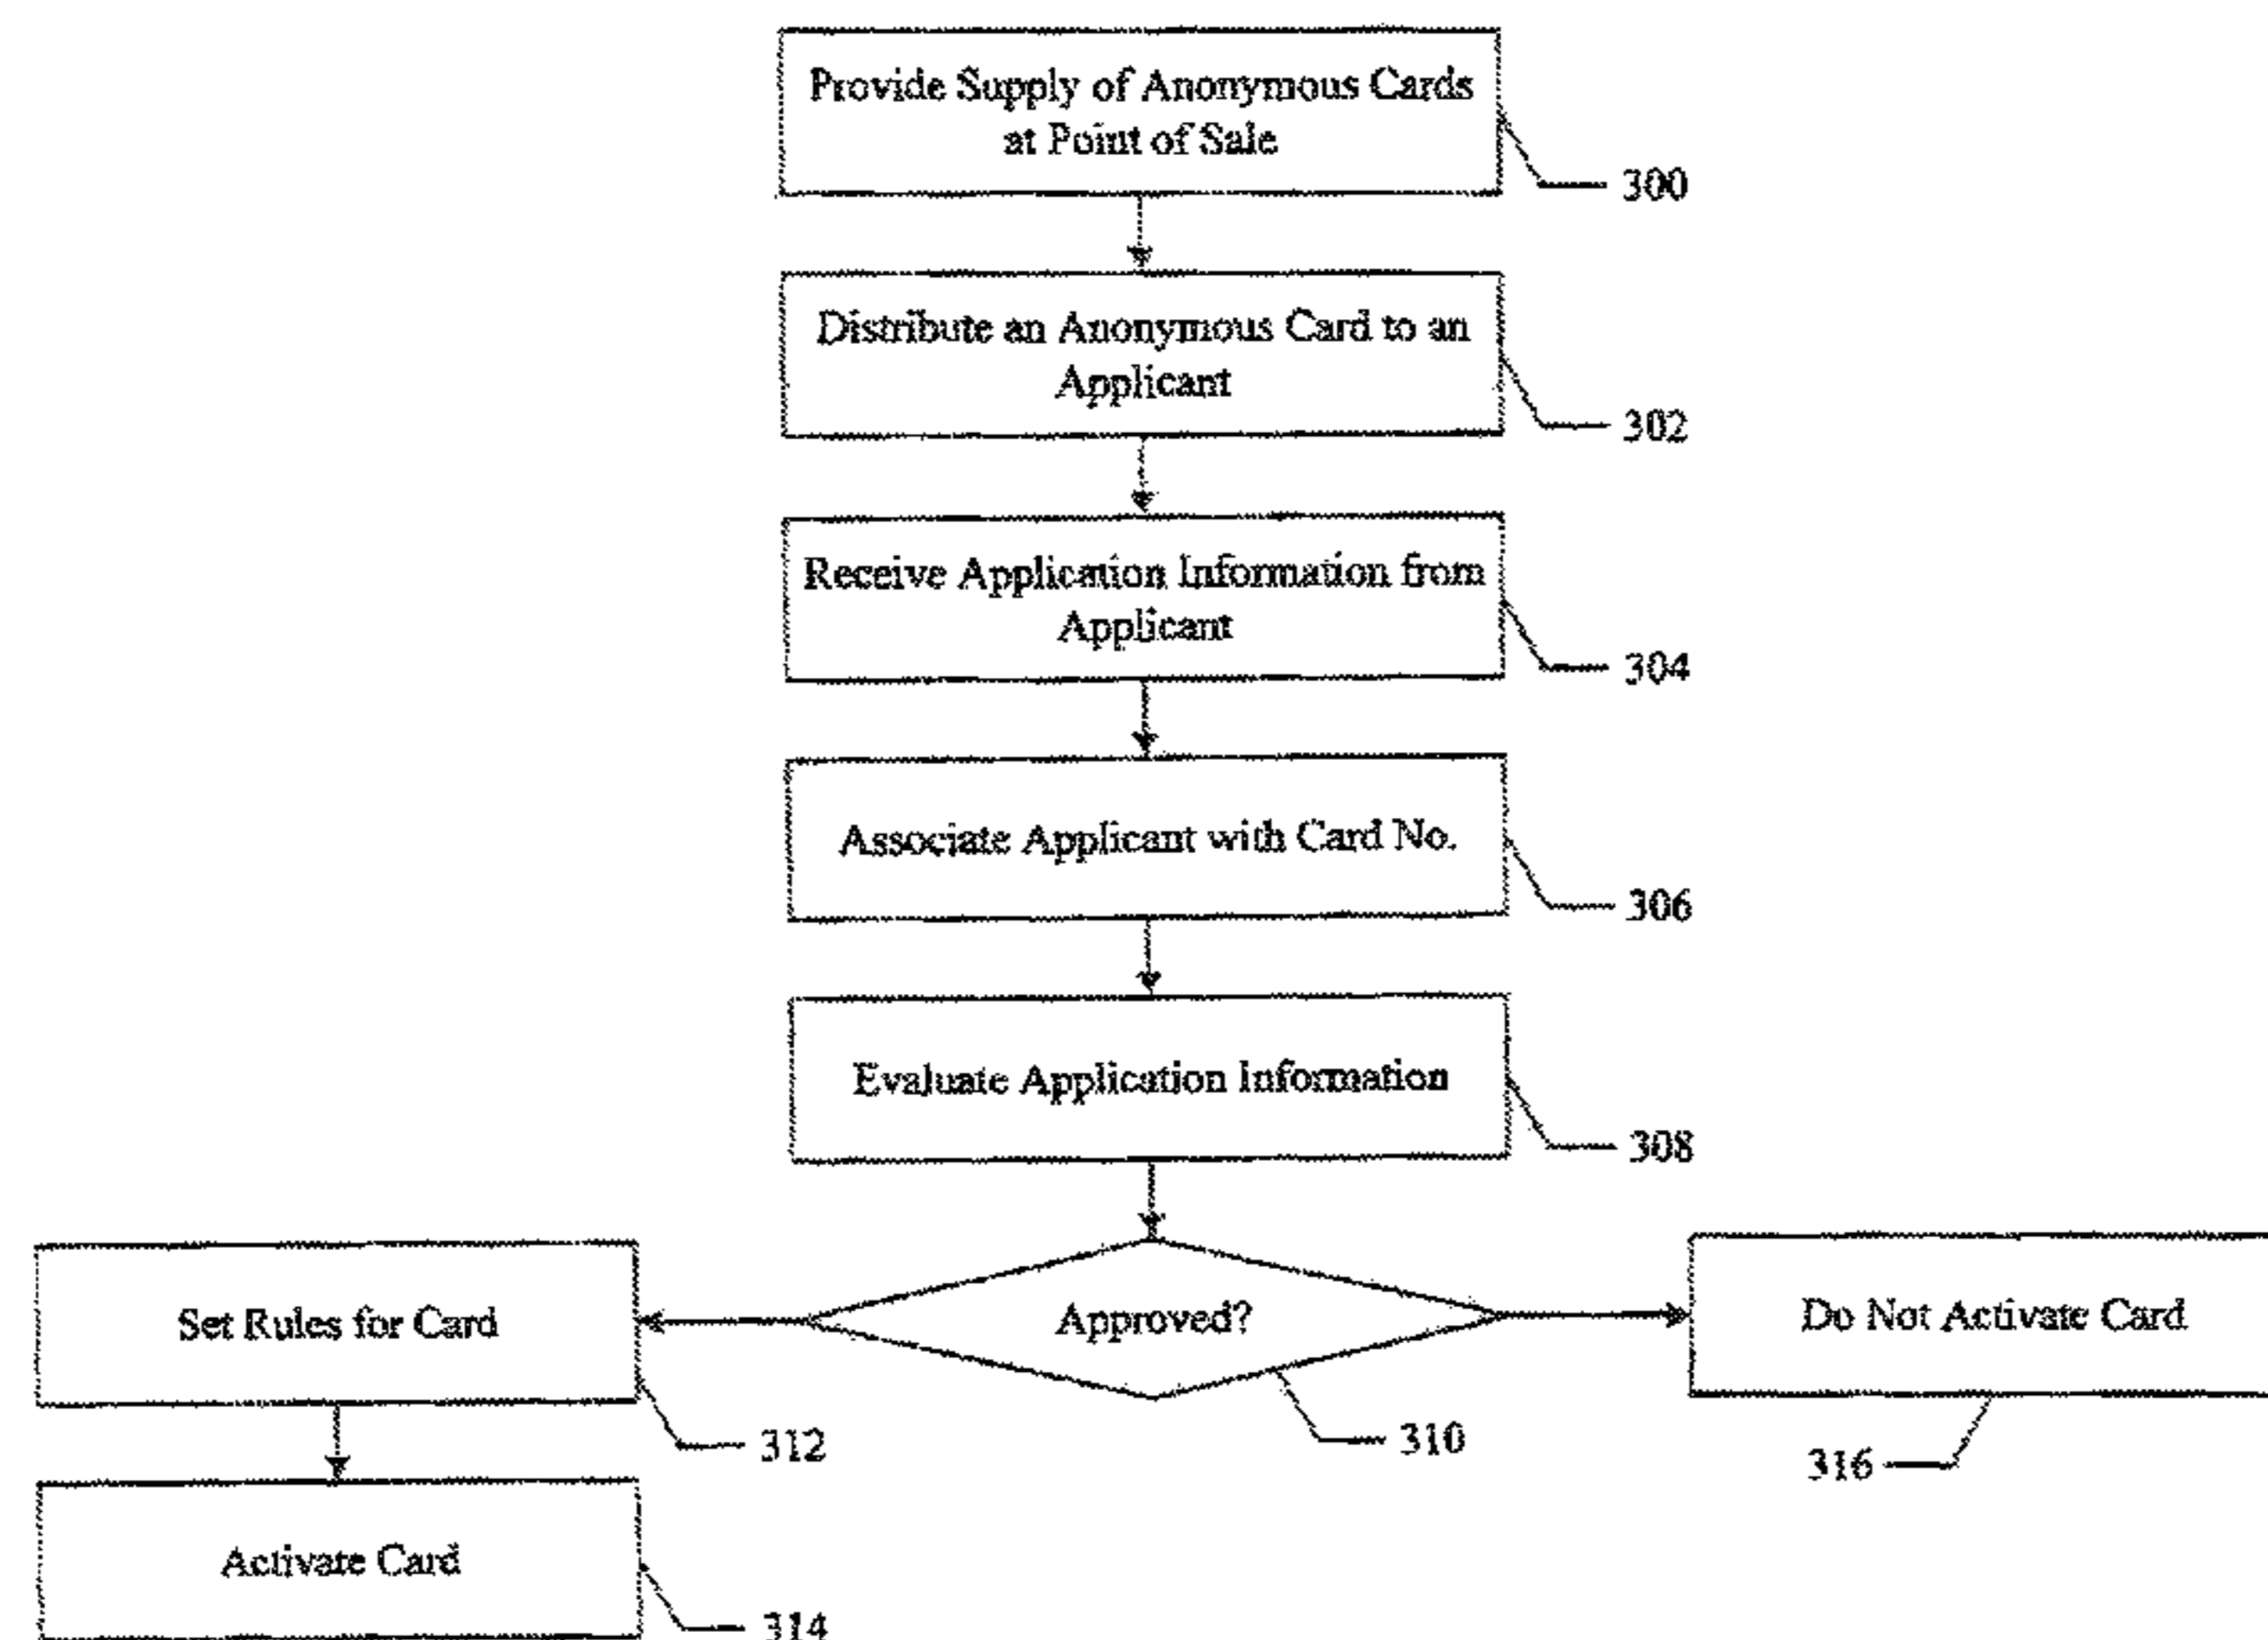 Provide Supply of Anonymous Cards
at Point of Sale
300
Distribute an Anonymous Card to an
Applicant
302
Receive Application Information from
Applicant
304
Associate Applicant with Card No.
306
Evaluate Application Information
308
Set Rules for Card
Approved?
Do Not Activate Card
312
310
316
Activate Card
314